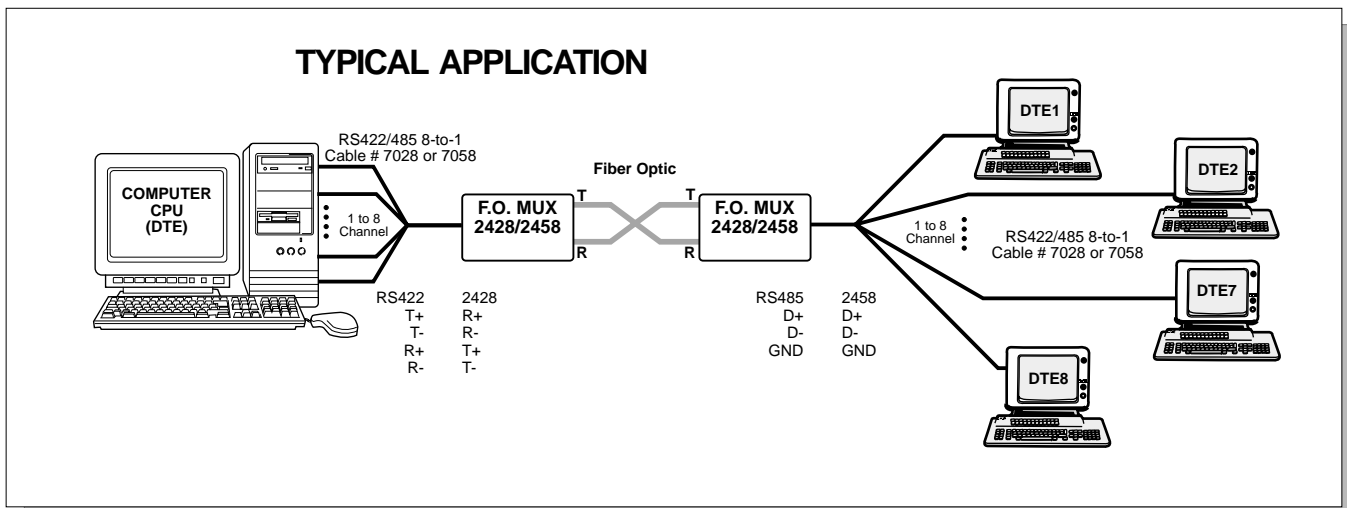 TYPICAL APPLICATION
RS422/485 8-to-1
Cable # 7028 or 7058
COMPUTER
CPU
(DTE)
1 to 8
Channel
F.O. MUX
2428/2458
Fiber Optic
T
R
T
R
F.O. MUX
2428/2458
1 to 8
Channel
RS422/485 8-to-1
Cable # 7028 or 7058
DTE1
DTE2
DTE7
DTE8
RS422 2428
T+ R+
T- R-
R+ T+
R- T-
RS485 2458
D+ D+
D- D-
GND GND